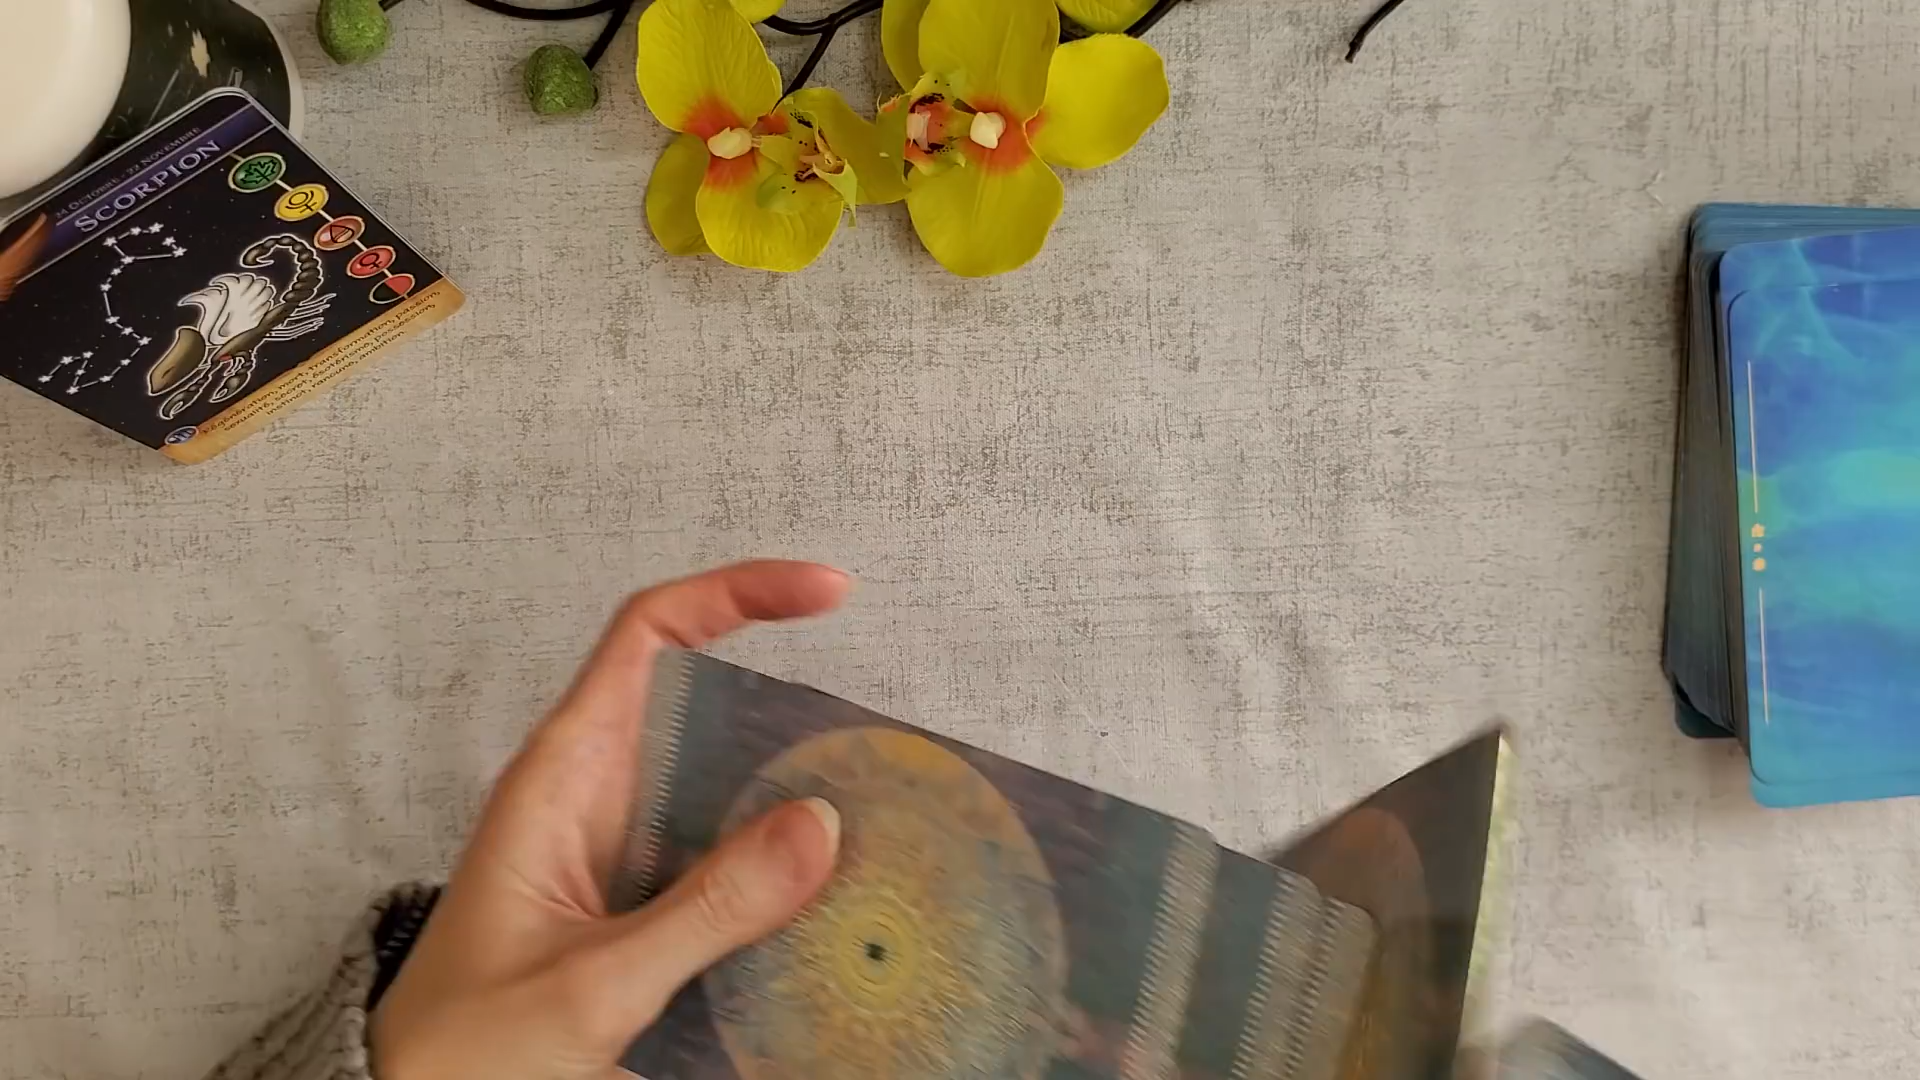 24 OCTOBRE - 22 NOVEMBRE
SCORPION
Régénération, mort, transformation, passion,
sexualité, secret, ésotérisme, possession,
instinct, rancune, ambition